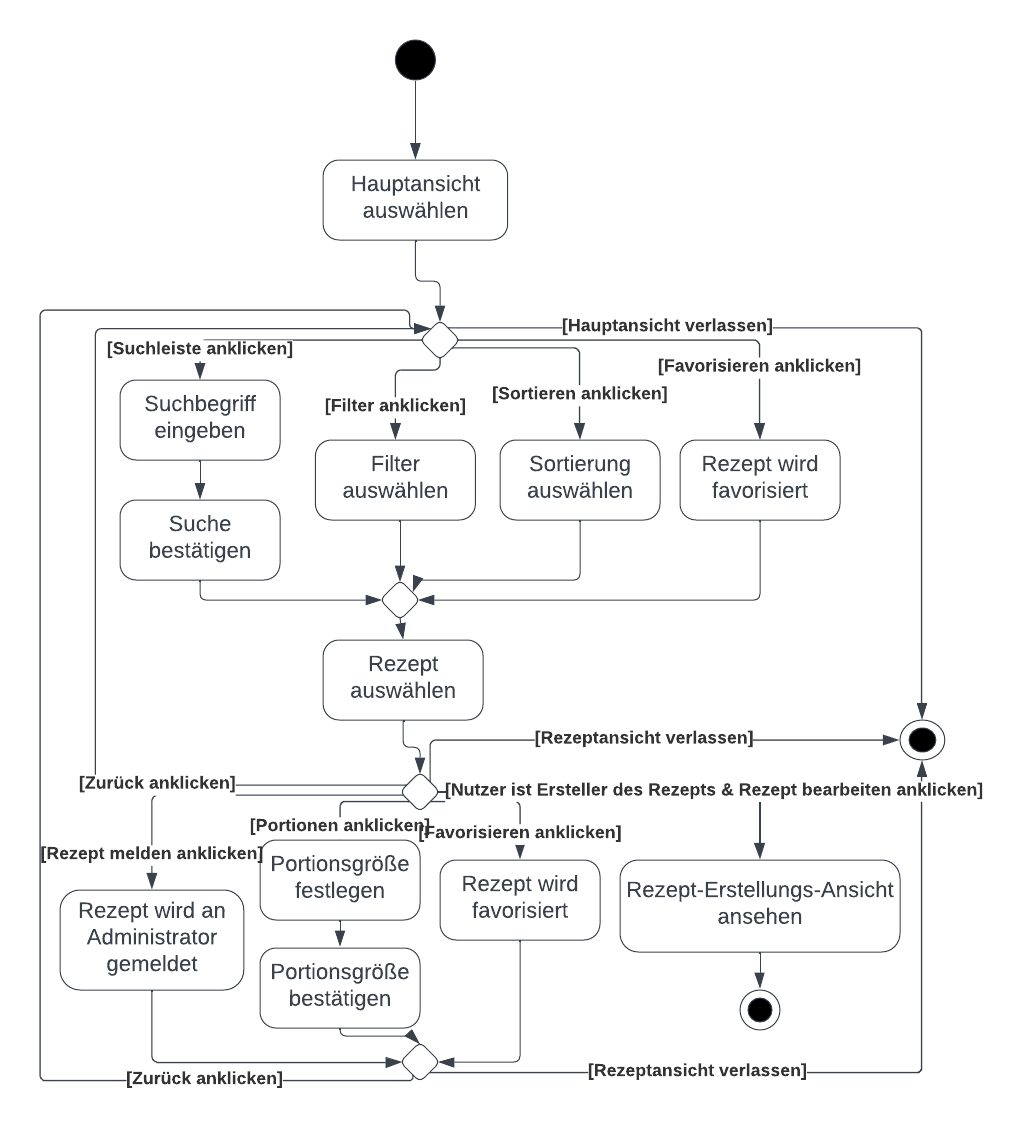 Hauptansicht
auswählen
[Hauptansicht verlassen]
[Suchleiste anklicken]
[Favorisieren anklicken]
[Sortieren anklicken]
[Filter anklicken]
Suchbegriff
eingeben
Filter
auswählen
Sortierung
auswählen
Rezept wird
favorisiert
Suche
bestätigen
Rezept
auswählen
[Rezeptansicht verlassen]
[Zurück anklicken]
[Nutzer ist Ersteller des Rezepts & Rezept bearbeiten anklicken]
[Portionen anklicken]
[Favorisieren anklicken]
[Rezept melden anklicken]
Portionsgröße
festlegen
Rezept wird
favorisiert
Rezept-Erstellungs-Ansicht
ansehen
Rezept wird an
Administrator
gemeldet
Portionsgröße
bestätigen
[Rezeptansicht verlassen]
[Zurück anklicken]